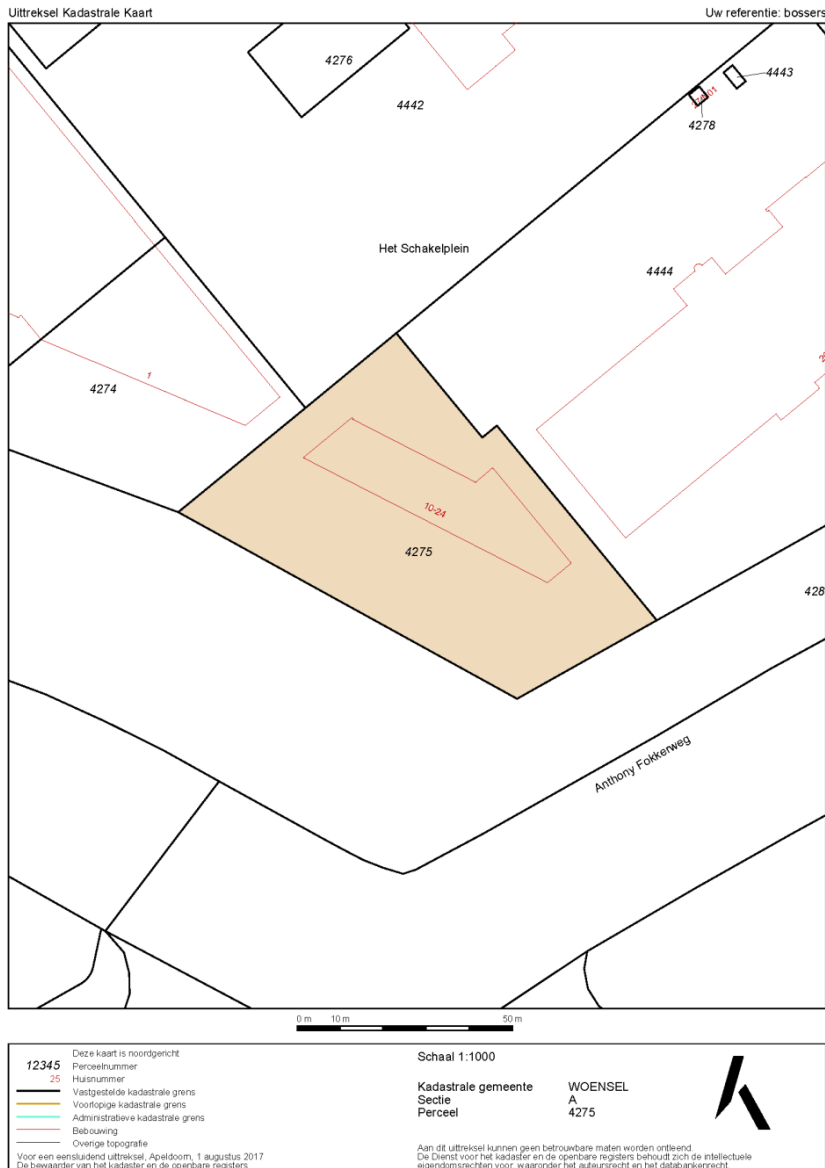 Uittreksel Kadastrale Kaart
Uw referentie: bossers
4276
4443
4442
4278
Het Schakelplein
4444
1
4274
10-24
4275
428
Anthony Fokkerweg
0 m 10 m 50 m
Deze kaart is noordgericht
12345 Perceelnummer
25 Huisnummer
Vastgestelde kadastrale grens
Voorlopige kadastrale grens
Administratieve kadastrale grens
Bebouwing
Overige topografie
Voor een eensluidend uittreksel, Apeldoorn, 1 augustus 2017
De bewaarder van het kadaster en de openbare registers
Schaal 1:1000
Kadastrale gemeente WOENSEL
Sectie A
Perceel 4275
Aan dit uittreksel kunnen geen betrouwbare maten worden ontleend.
De Dienst voor het kadaster en de openbare registers behoudt zich de intellectuele
eigendomsrechten voor, waaronder het auteursrecht en het databankenrecht.